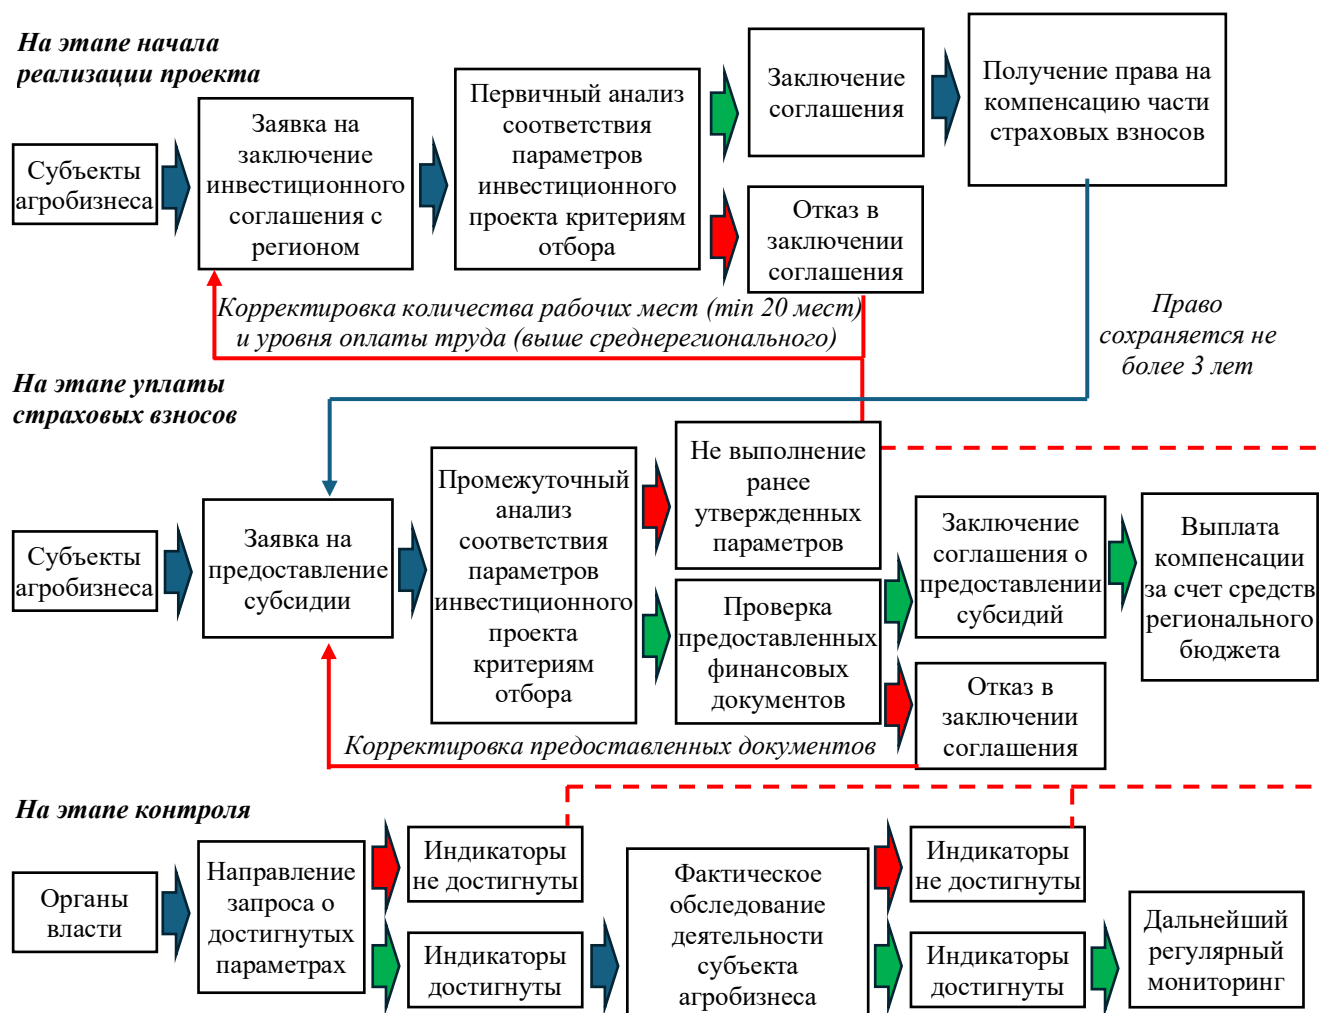 На этапе начала
реализации проекта
Субъекты
агробизнеса
Заявка на
заключение
инвестиционного
соглашения с
регионом
Первичный анализ
соответствия
параметров
инвестиционного
проекта критериям
отбора
Заключение
соглашения
Получение права на
компенсацию части
страховых взносов
Отказ в
заключении
соглашения
Корректировка количества рабочих мест (min 20 мест)
и уровня оплаты труда (выше среднерегионального)
Право
сохраняется не
более 3 лет
На этапе уплаты
страховых взносов
Субъекты
агробизнеса
Заявка на
предоставление
субсидии
Промежуточный
анализ
соответствия
параметров
инвестиционного
проекта
критериям
отбора
Не выполнение
ранее
утвержденных
параметров
Проверка
предоставленных
финансовых
документов
Заключение
соглашения о
предоставлении
субсидий
Выплата
компенсации
за счет средств
регионального
бюджета
Отказ в
заключении
соглашения
Корректировка предоставленных документов
На этапе контроля
Органы
власти
Направление
запроса о
достигнутых
параметрах
Индикаторы
не достигнуты
Индикаторы
достигнуты
Фактическое
обследование
деятельности
субъекта
агробизнеса
Индикаторы
не достигнуты
Индикаторы
достигнуты
Дальнейший
регулярный
мониторинг